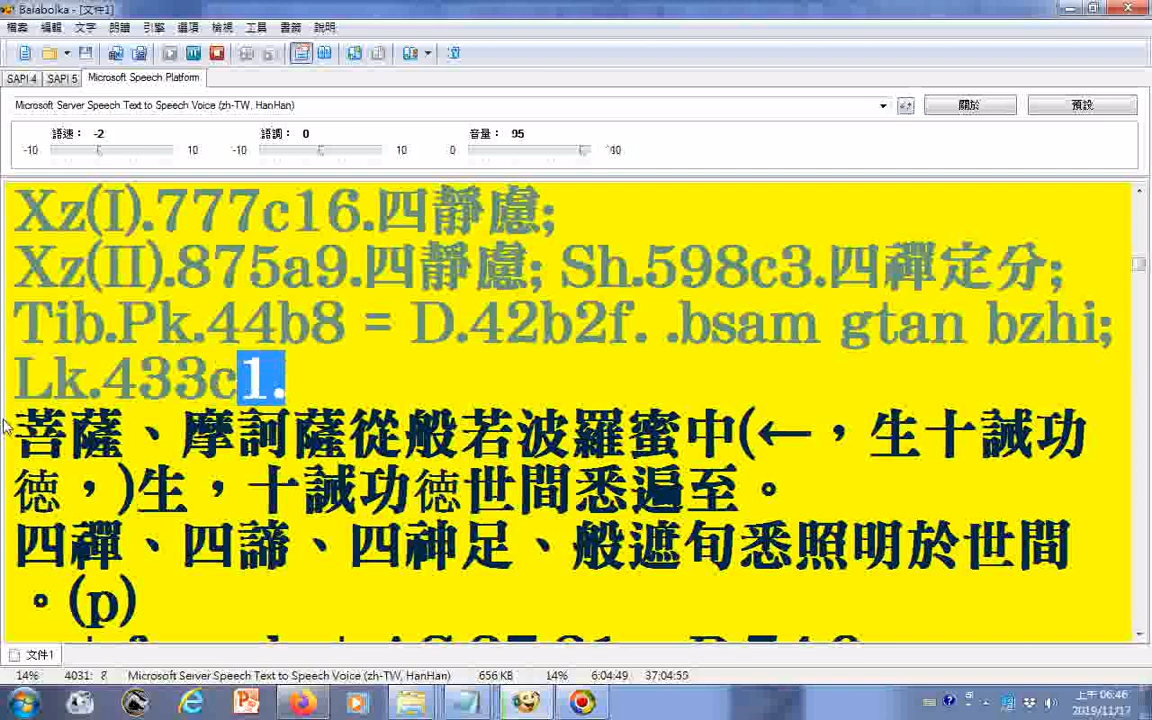 Balabolka - [文件1]
檔案 編輯 文字 朗讀 引擎 選項 檢視 工具 書籤 說明
SAPI 4 SAPI 5 Microsoft Speech Platform
Microsoft Server Speech Text to Speech Voice (zh-TW, HanHan) 關於 預設
語速： -2 語調： 0 音量： 95
-10 10 -10 10 0
Xz(I).777c16.四靜慮;
Xz(II).875a9.四靜慮; Sh.598c3.四禪定分;
Tib.Pk.44b8 = D.42b2f. .bsam gtan bzhi;
Lk.433c1.
菩薩、摩訶薩從般若波羅蜜中(←，生十誡功
德，)生，十誡功德世間悉遍至。
四禪、四諦、四神足、般遮旬悉照明於世間
。(p)
文件1
14% 4031: 8 Microsoft Server Speech Text to Speech Voice (zh-TW, HanHan) 656 KB 14% 6:04:49 37:04:55
上午 06:46
2019/11/17